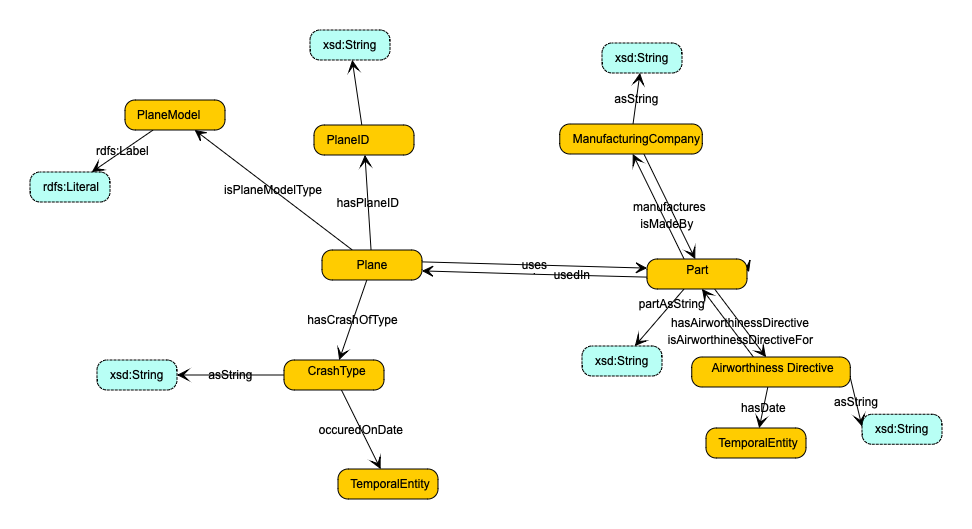 xsd:String
xsd:String
asString
PlaneModel
PlaneID
ManufacturingCompany
rdfs:Label
rdfs:Literal
isPlaneModelType
hasPlaneID
manufactures
isMadeBy
Plane
uses
usedIn
Part
partAsString
hasCrashOfType
hasAirworthinessDirective
isAirworthinessDirectiveFor
xsd:String
asString
CrashType
xsd:String
Airworthiness Directive
hasDate
asString
occuredOnDate
xsd:String
TemporalEntity
TemporalEntity